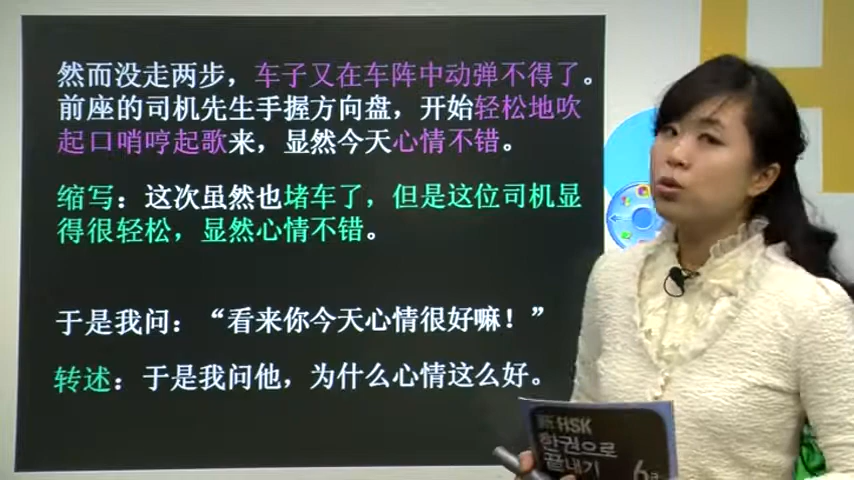 然而没走两步，车子又在车阵中动弹不得了。
前座的司机先生手握方向盘，开始轻松地吹
起口哨哼起歌来，显然今天心情不错。
缩写：这次虽然也堵车了，但是这位司机显
得很轻松，显然心情不错。
于是我问：“看来你今天心情很好嘛！”
转述：于是我问他，为什么心情这么好。
新HSK
한권으로
끝내기
6급